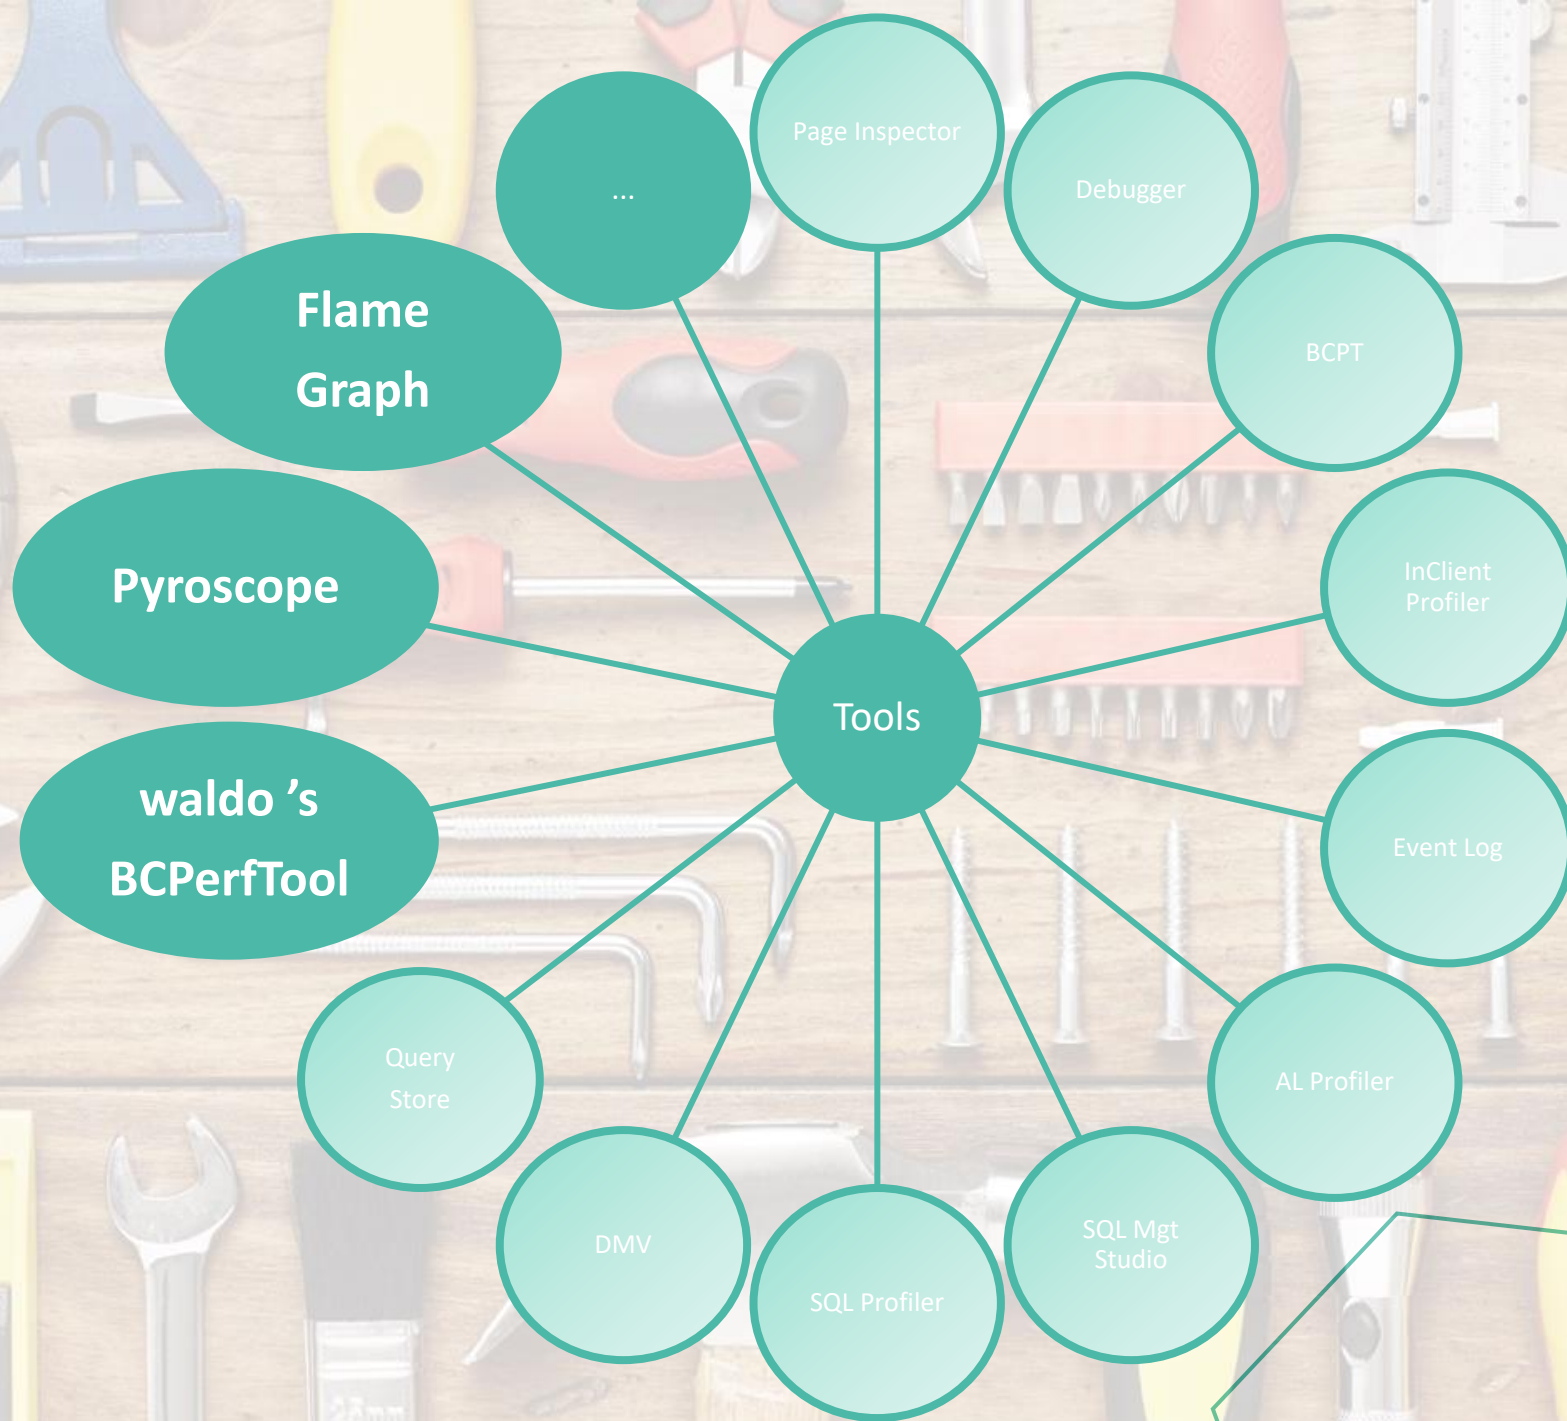 Page Inspector
Debugger
...
BCPT
Flame
Graph
InClient
Profiler
Pyroscope
Tools
waldo 's
BCPerfTool
Event Log
Query
Store
AL Profiler
DMV
SQL Mgt
Studio
SQL Profiler
25mm